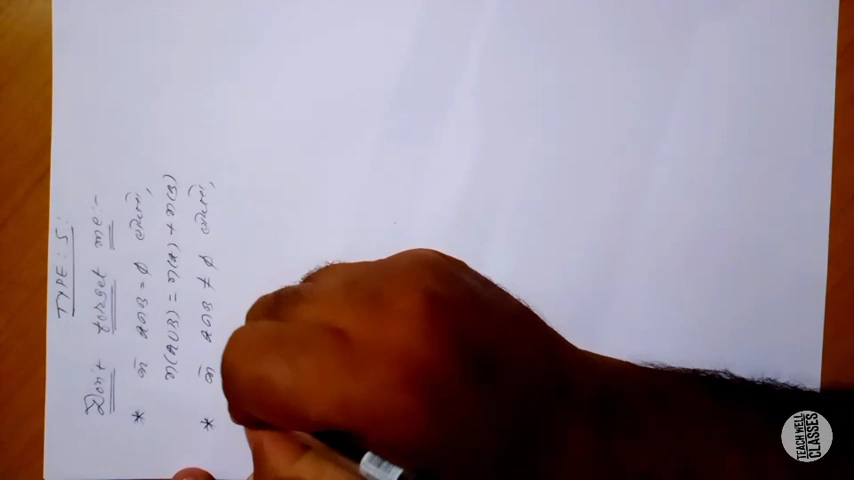 TYPE: 5:
Don't forget me:-
* A∩B = φ
n(A∪B) = n(A) + n(B)
* A∩B ≠ φ
TEACH WELL
CLASSES